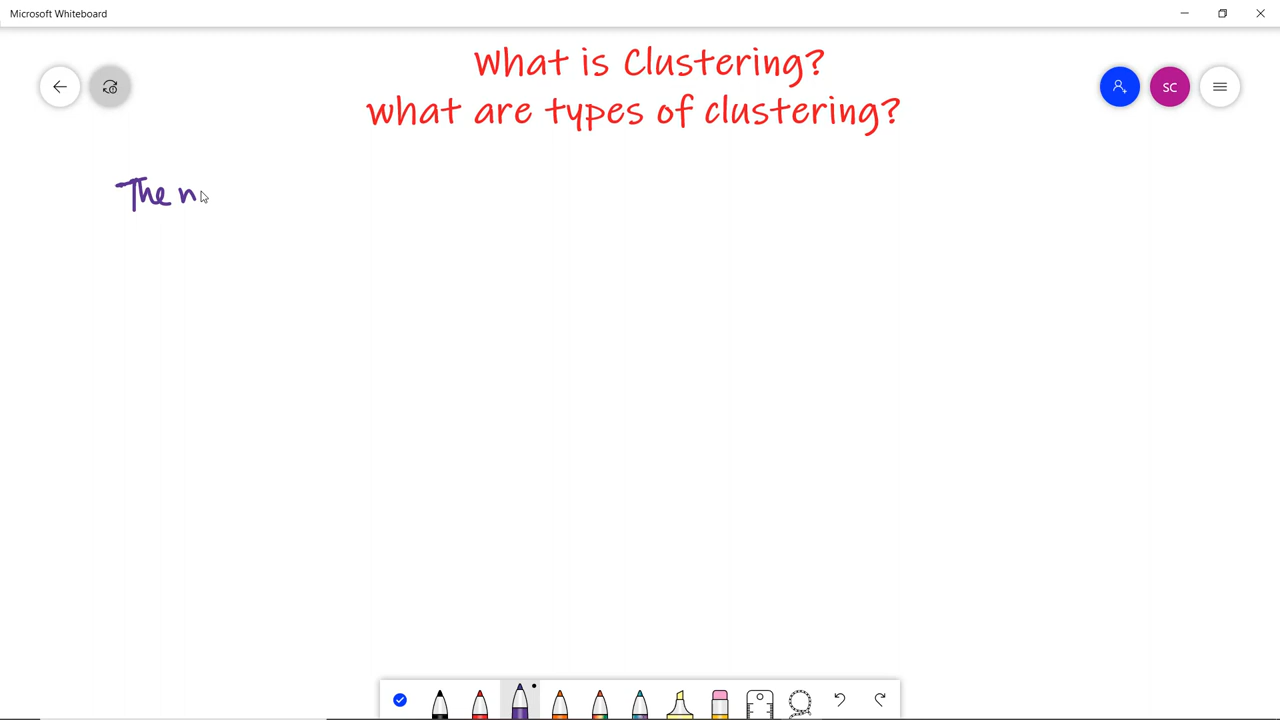 Microsoft Whiteboard
What is Clustering?
what are types of clustering?
SC
The n